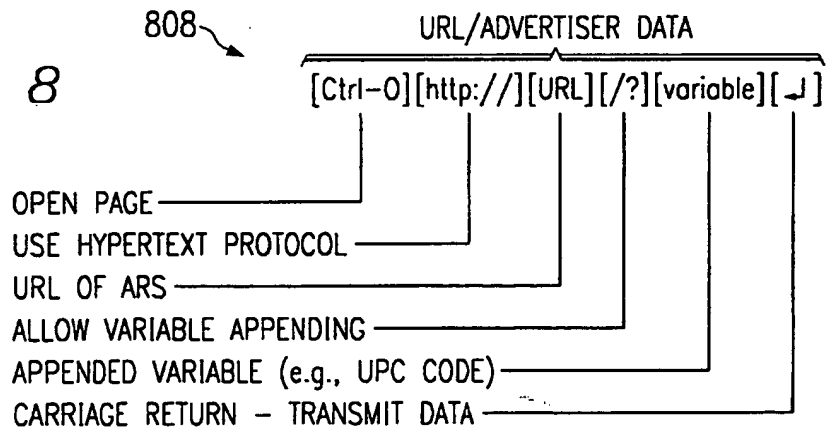 808
URL/ADVERTISER DATA
8
[Ctrl-O][http://][URL][/?][variable][↵]
OPEN PAGE
USE HYPERTEXT PROTOCOL
URL OF ARS
ALLOW VARIABLE APPENDING
APPENDED VARIABLE (e.g., UPC CODE)
CARRIAGE RETURN – TRANSMIT DATA